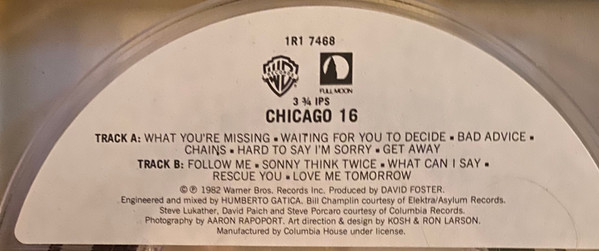 1R1 7468
FULL MOON
3 ¾ IPS
CHICAGO 16
TRACK A: WHAT YOU'RE MISSING ▪ WAITING FOR YOU TO DECIDE ▪ BAD ADVICE ▪
CHAINS ▪ HARD TO SAY I'M SORRY ▪ GET AWAY
TRACK B: FOLLOW ME ▪ SONNY THINK TWICE ▪ WHAT CAN I SAY ▪
RESCUE YOU ▪ LOVE ME TOMORROW
© ℗ 1982 Warner Bros. Records Inc. Produced by DAVID FOSTER.
Engineered and mixed by HUMBERTO GATICA. Bill Champlin courtesy of Elektra/Asylum Records.
Steve Lukather, David Paich and Steve Porcaro courtesy of Columbia Records.
Photography by AARON RAPOPORT. Art direction & design by KOSH & RON LARSON.
Manufactured by Columbia House under license.